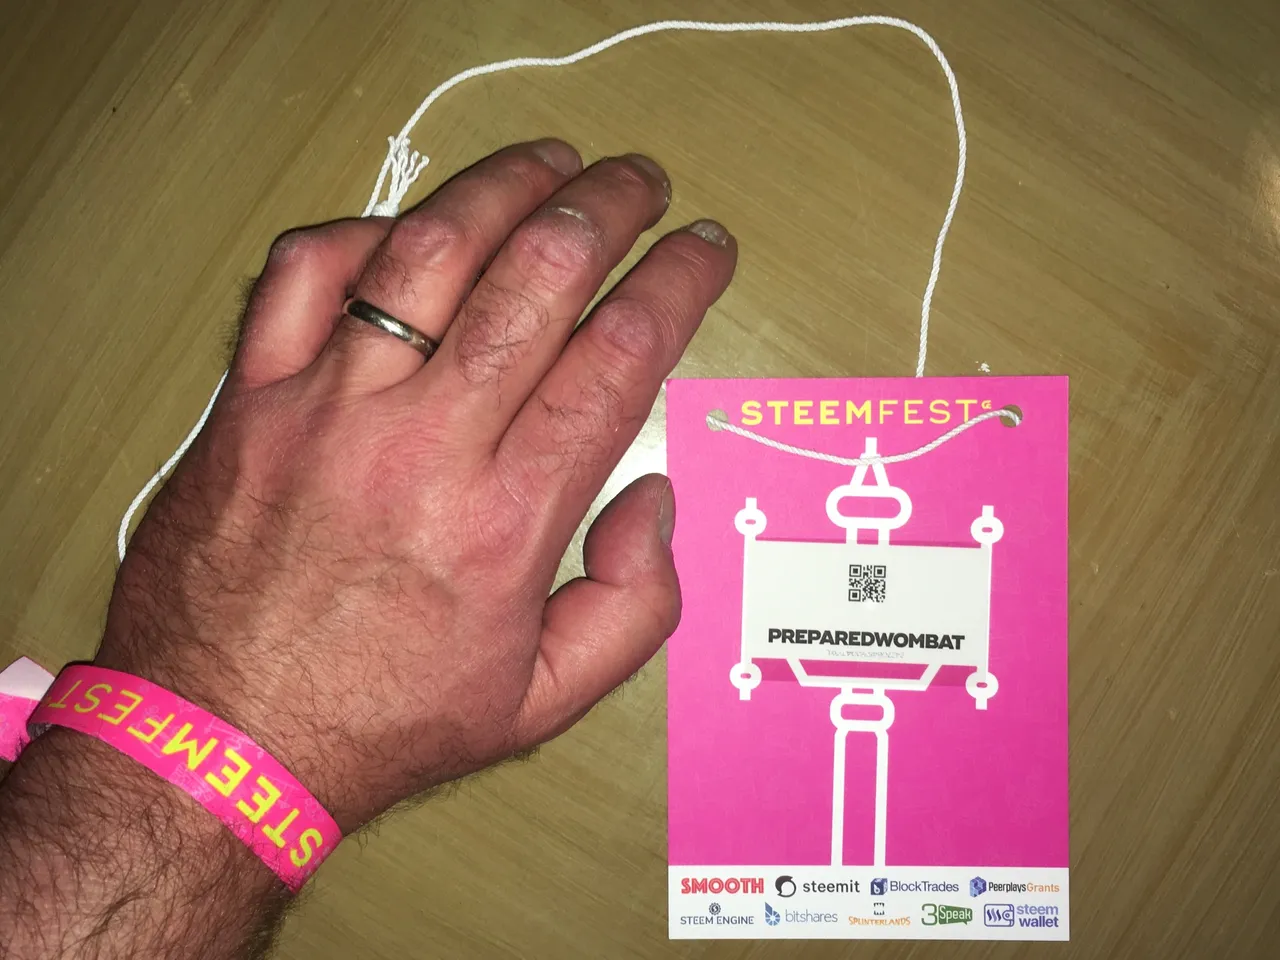 STEEMFEST
STEEMFEST
PREPAREDWOMBAT
SMOOTH steemit BlockTrades PeerplaysGrants
STEEM ENGINE bitshares SPLINTERLANDS 3Speak steem wallet